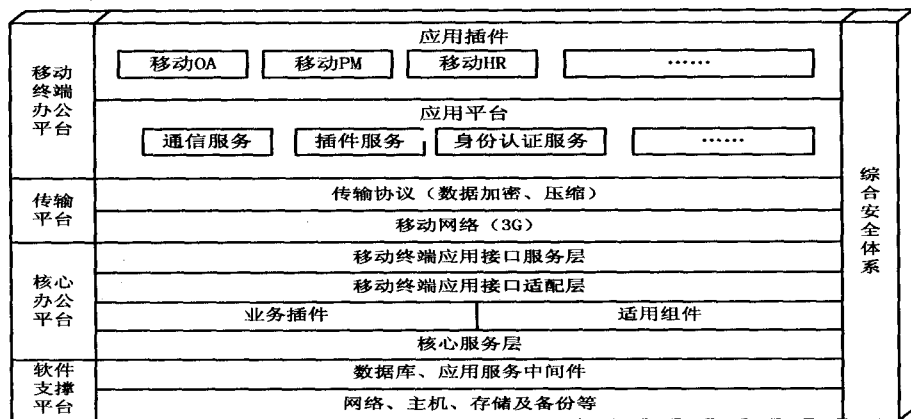 应用插件
移动OA 移动PM 移动HR ……
移动
终端
办公
平台
应用平台
通信服务 插件服务 身份认证服务 ……
传输
平台
传输协议（数据加密、压缩）
移动网络（3G）
核心
办公
平台
移动终端应用接口服务层
移动终端应用接口适配层
业务插件 适用组件
核心服务层
软件
支撑
平台
数据库、应用服务中间件
网络、主机、存储及备份等
综
合
安
全
体
系